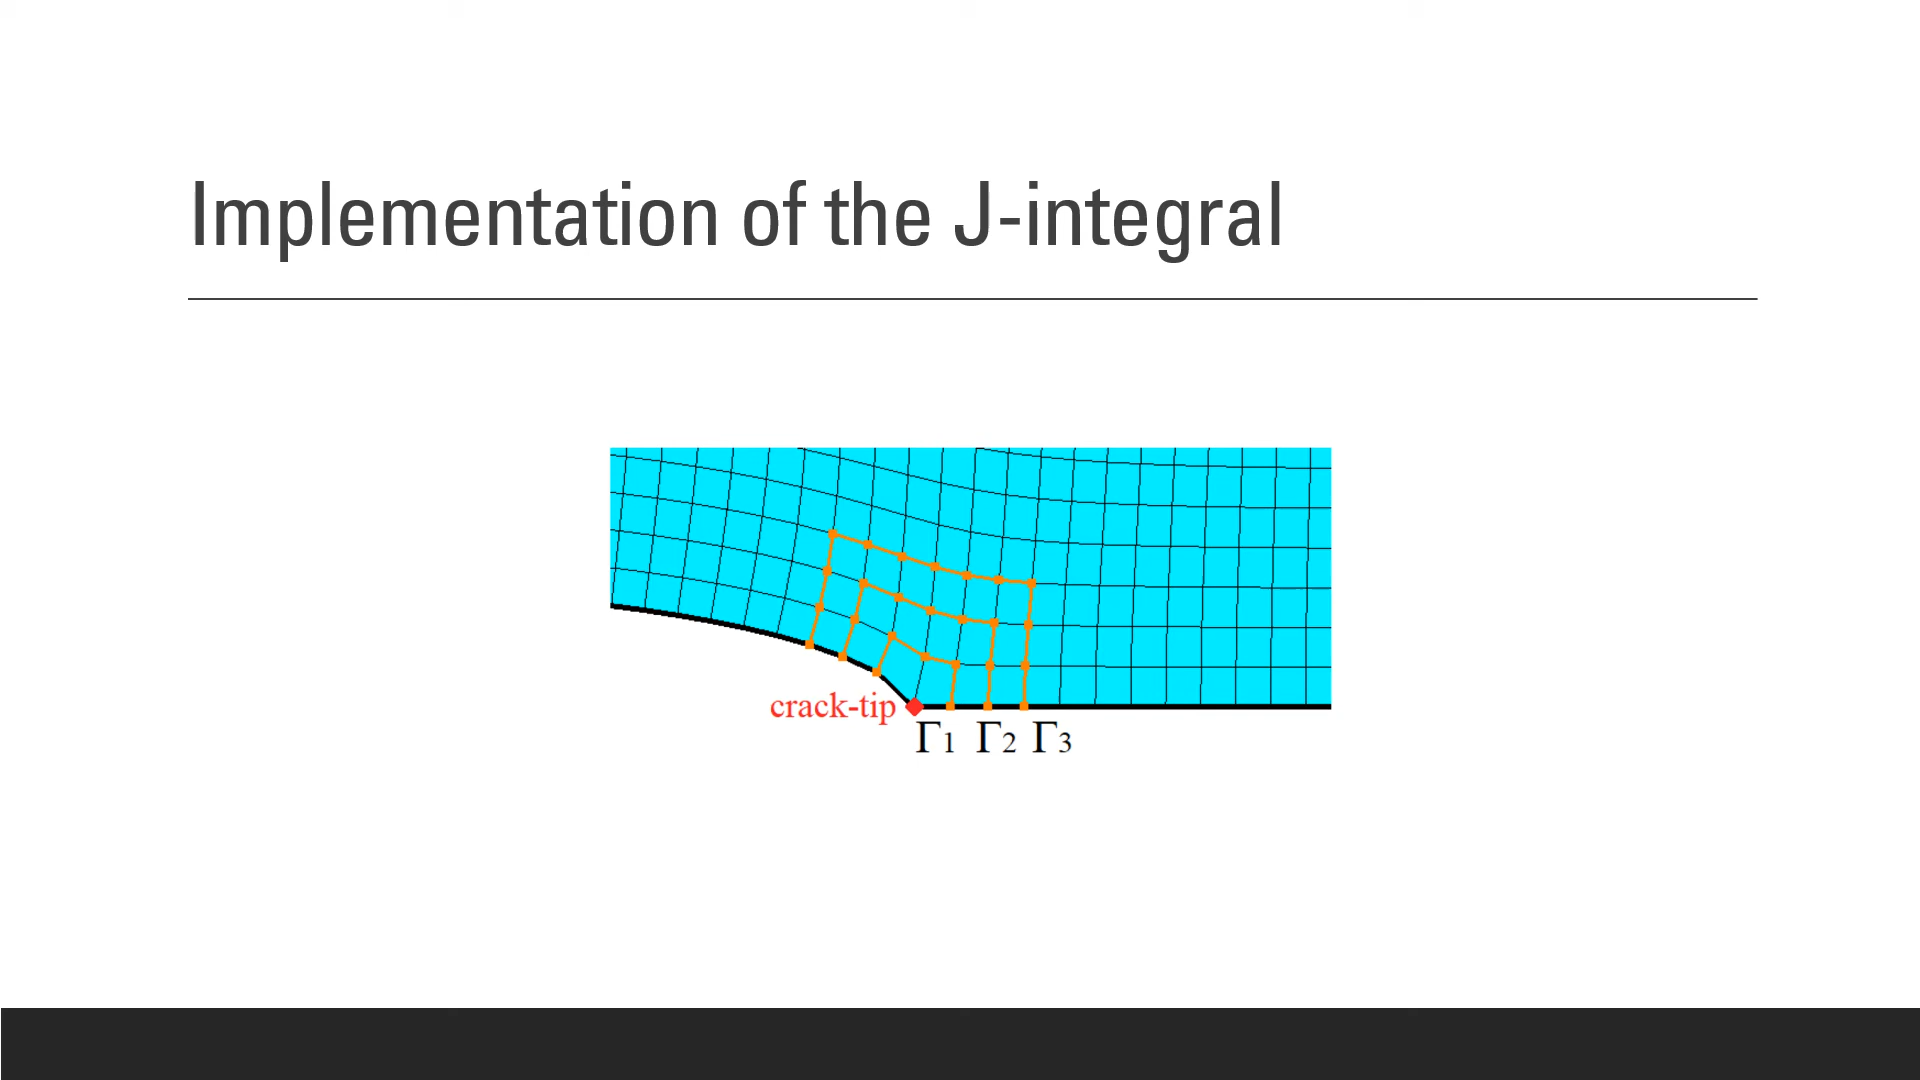 Implementation of the J-integral
crack-tip
Γ1 Γ2 Γ3